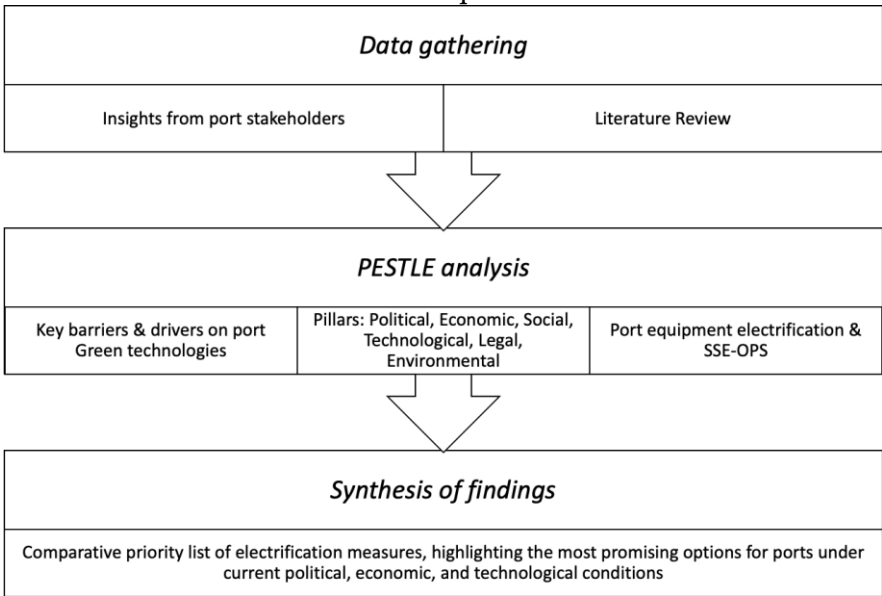 Data gathering
Insights from port stakeholders
Literature Review
PESTLE analysis
Key barriers & drivers on port
Green technologies
Pillars: Political, Economic, Social,
Technological, Legal,
Environmental
Port equipment electrification &
SSE-OPS
Synthesis of findings
Comparative priority list of electrification measures, highlighting the most promising options for ports under
current political, economic, and technological conditions